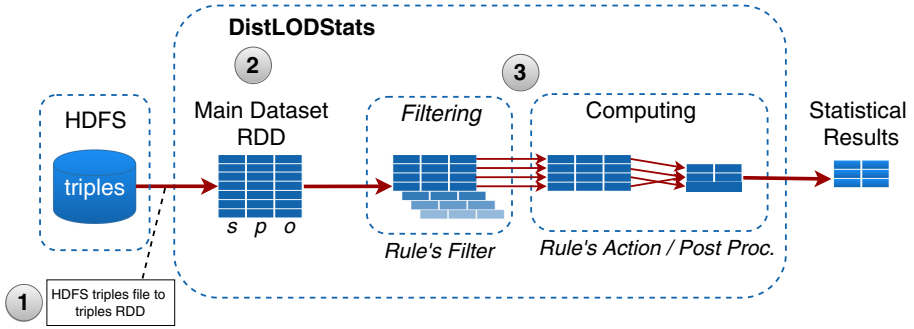 DistLODStats
2
3
HDFS
triples
Main Dataset
RDD
s p o
Filtering
Rule's Filter
Computing
Rule's Action / Post Proc.
Statistical
Results
1
HDFS triples file to
triples RDD